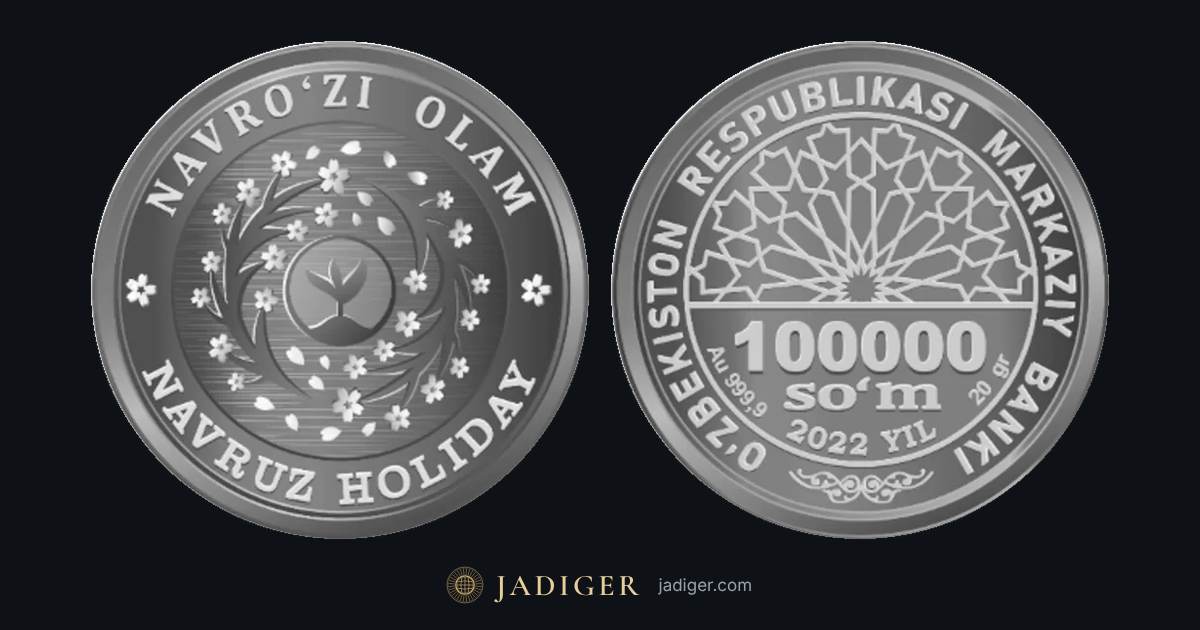 NAVRO‘ZI OLAM
NAVRUZ HOLIDAY
O‘ZBEKISTON RESPUBLIKASI MARKAZIY BANKI
100000
so‘m
Au 999,9
20 gr
2022 YIL
JADIGER
jadiger.com